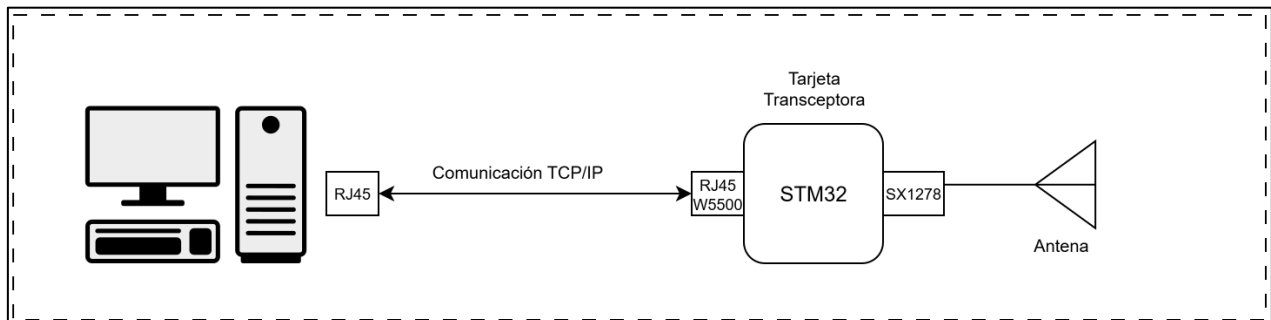 Tarjeta
Transceptora
Comunicación TCP/IP
RJ45
RJ45
W5500
STM32
SX1278
Antena